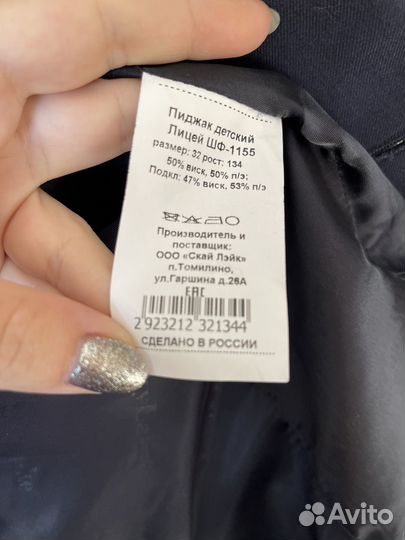 Пиджак детский
Лицей ШФ-1155
размер: 32 рост: 134
50% виск, 50% п/э;
Подкл: 47% виск, 53% п/э
Производитель и
поставщик:
ООО «Скай Лэйк»
п.Томилино,
ул.Гаршина д.26А
ЕАС
2 923212 321344
СДЕЛАНО В РОССИИ
Avito